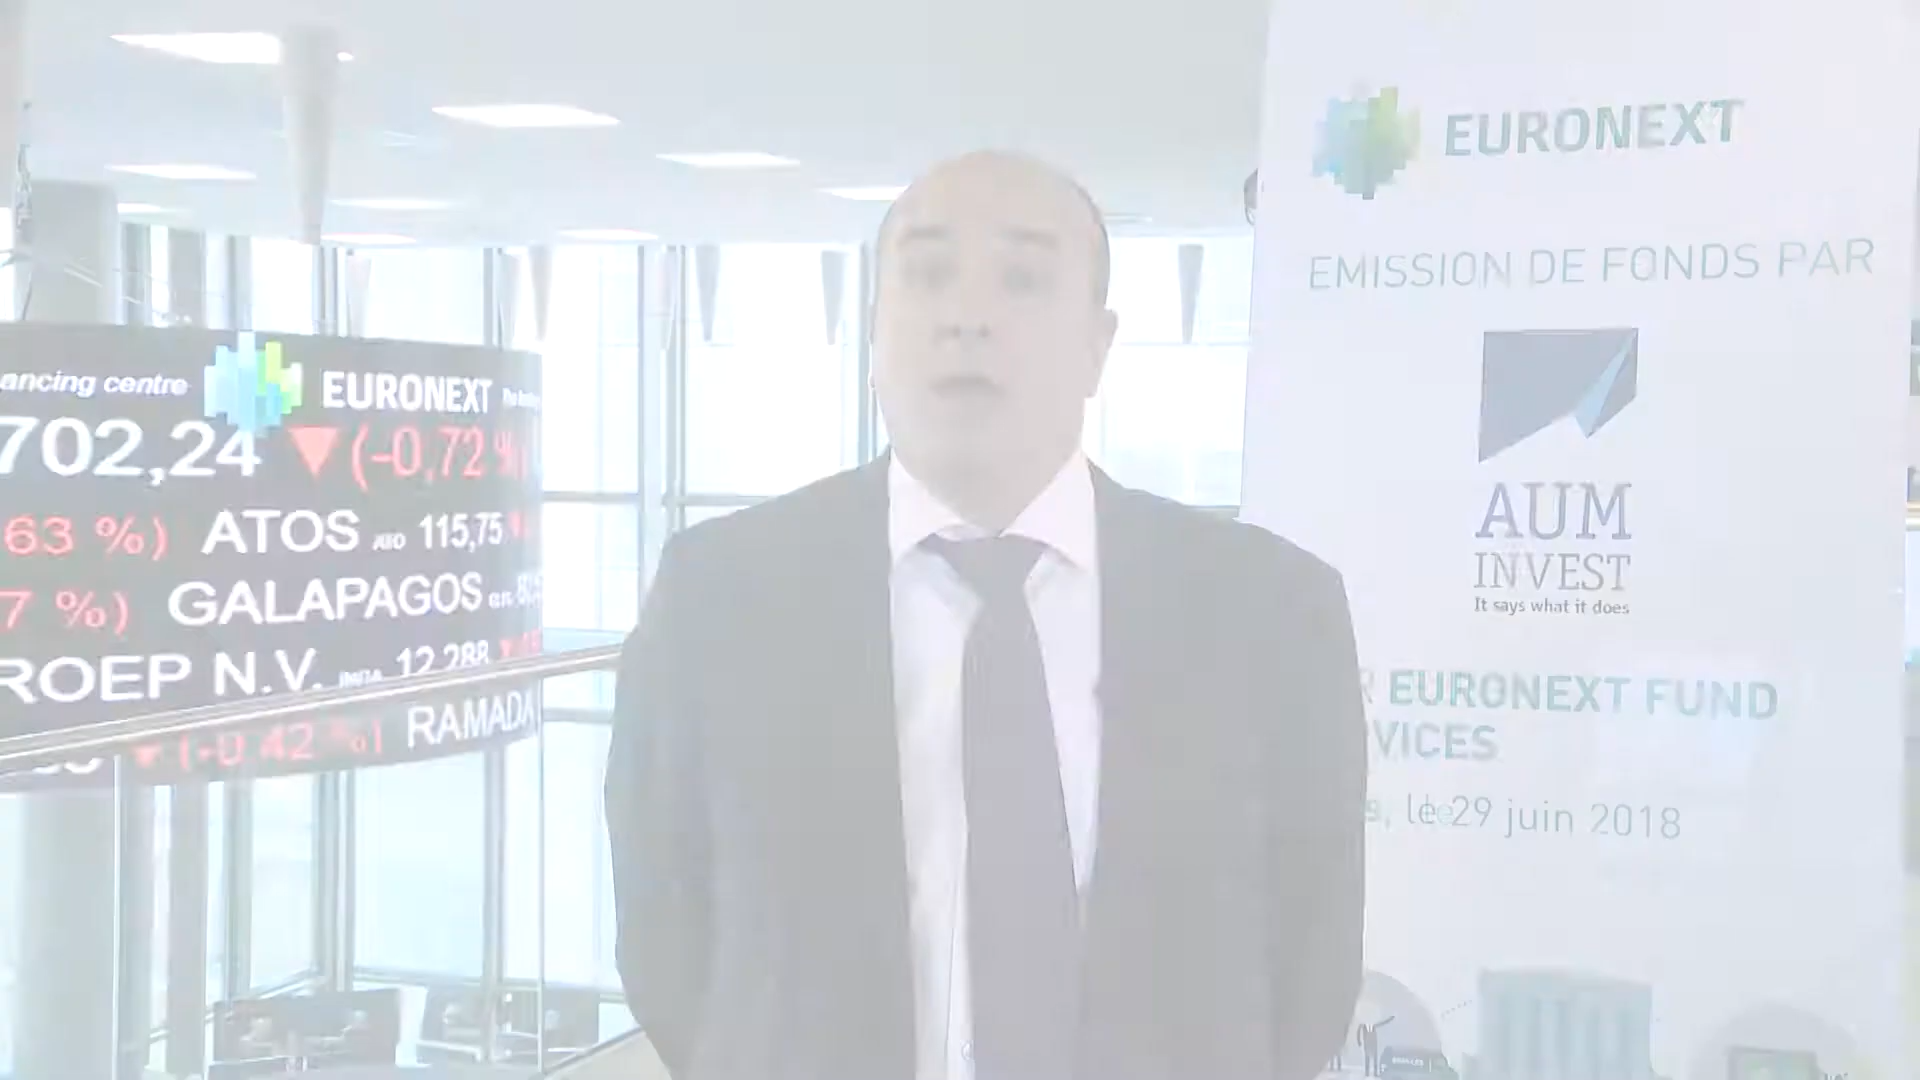 ancing centre
EURONEXT
702,24 ▼(-0,72 %)
63 %) ATOS ATO 115,75
7 %) GALAPAGOS
ROEP N.V. 12,288
(-0,42 %) RAMADA
EURONEXT
EMISSION DE FONDS PAR
AUM
INVEST
It says what it does
R EURONEXT FUND
VICES
s, le 29 juin 2018